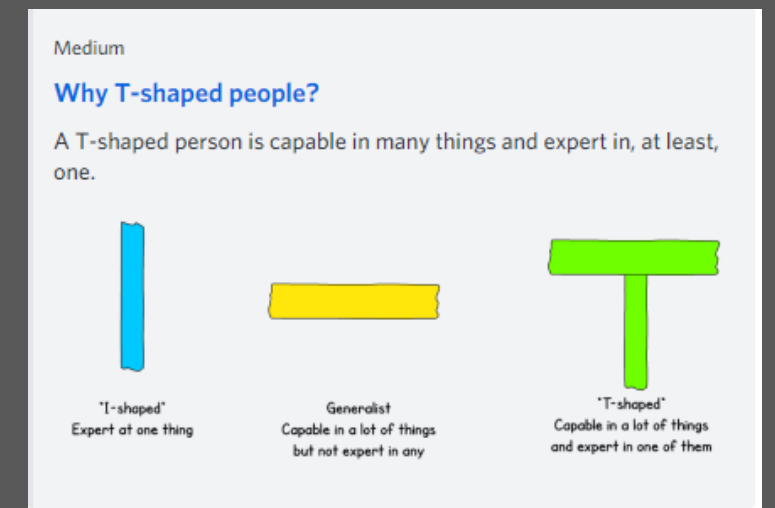 Medium
Why T-shaped people?
A T-shaped person is capable in many things and expert in, at least,
one.
"I-shaped"
Expert at one thing
Generalist
Capable in a lot of things
but not expert in any
"T-shaped"
Capable in a lot of things
and expert in one of them